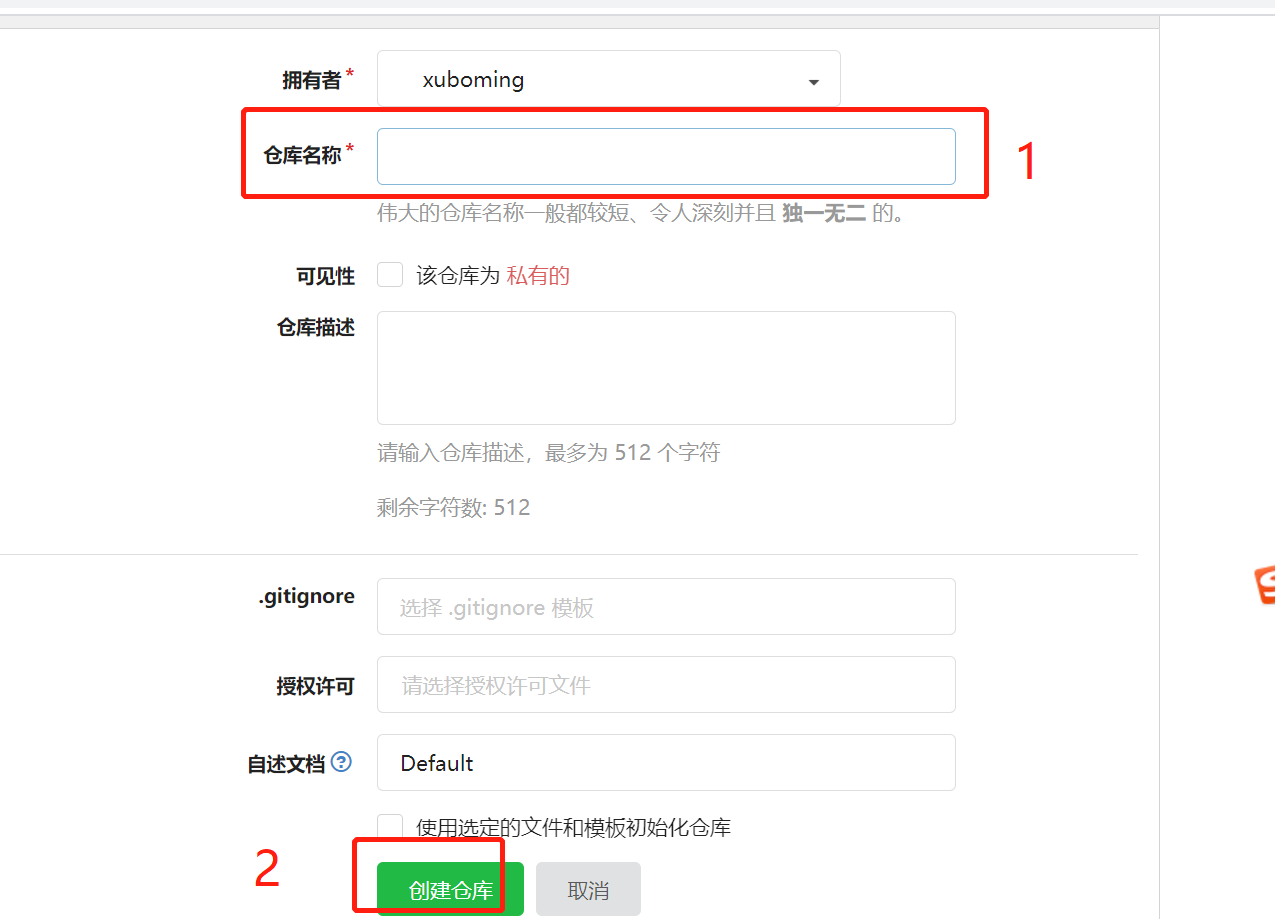 拥有者* xuboming
仓库名称* 1
伟大的仓库名称一般都较短、令人深刻并且 独一无二 的。
可见性 该仓库为 私有的
仓库描述
请输入仓库描述，最多为 512 个字符
剩余字符数: 512
.gitignore 选择 .gitignore 模板
授权许可 请选择授权许可文件
自述文档 ? Default
使用选定的文件和模板初始化仓库
2 创建仓库 取消